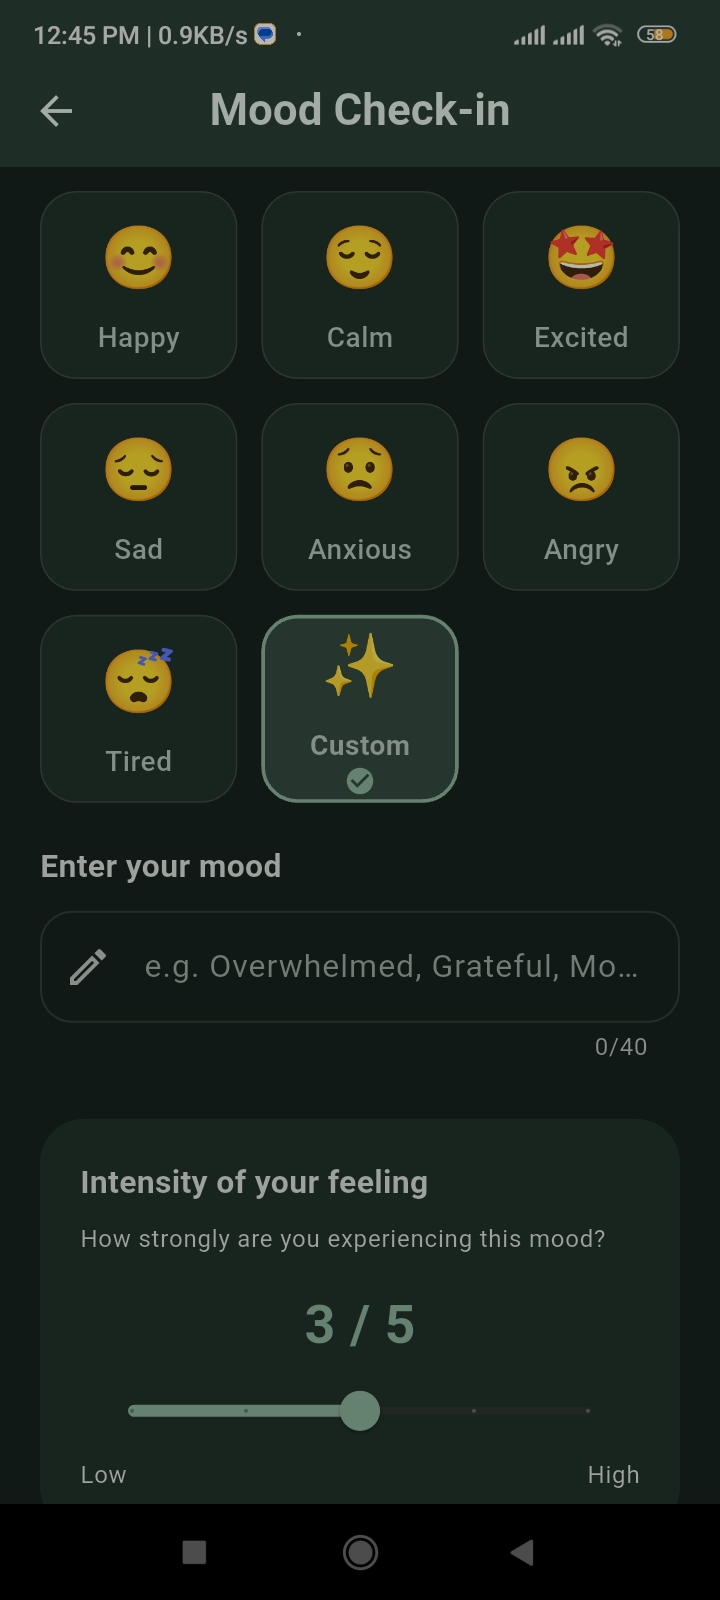 12:45 PM | 0.9KB/s
58
Mood Check-in
Happy Calm Excited
Sad Anxious Angry
Tired Custom
Enter your mood
e.g. Overwhelmed, Grateful, Mo...
0/40
Intensity of your feeling
How strongly are you experiencing this mood?
3 / 5
Low High